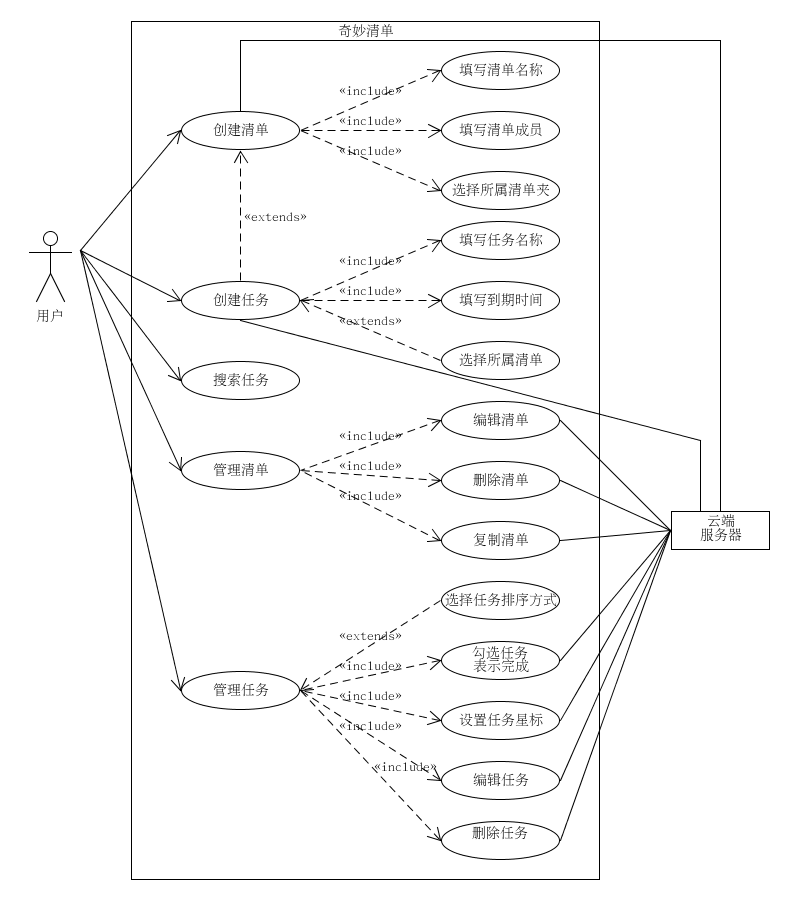 奇妙清单
填写清单名称
«include»
«include»
创建清单
填写清单成员
«include»
选择所属清单夹
«extends»
填写任务名称
«include»
«include»
用户
创建任务
填写到期时间
«extends»
选择所属清单
搜索任务
编辑清单
«include»
«include»
管理清单
删除清单
«include»
云端
服务器
复制清单
选择任务排序方式
«extends»
勾选任务
表示完成
«include»
管理任务
«include»
设置任务星标
«include»
«include»
编辑任务
删除任务